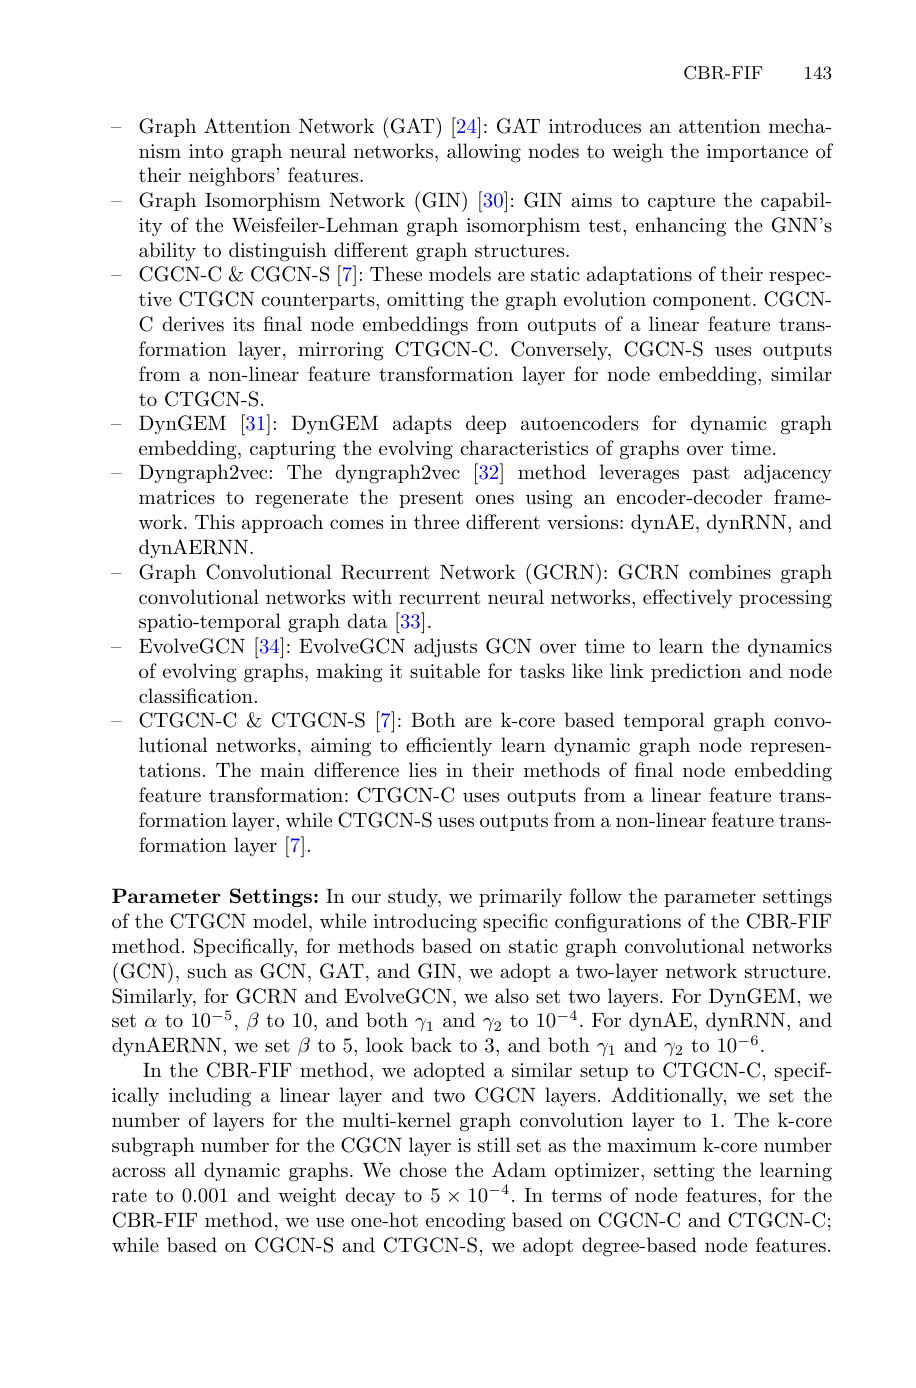 CBR-FIF 143
– Graph Attention Network (GAT) [24]: GAT introduces an attention mecha-
nism into graph neural networks, allowing nodes to weigh the importance of
their neighbors’ features.
– Graph Isomorphism Network (GIN) [30]: GIN aims to capture the capabil-
ity of the Weisfeiler-Lehman graph isomorphism test, enhancing the GNN’s
ability to distinguish different graph structures.
– CGCN-C & CGCN-S [7]: These models are static adaptations of their respec-
tive CTGCN counterparts, omitting the graph evolution component. CGCN-
C derives its final node embeddings from outputs of a linear feature trans-
formation layer, mirroring CTGCN-C. Conversely, CGCN-S uses outputs
from a non-linear feature transformation layer for node embedding, similar
to CTGCN-S.
– DynGEM [31]: DynGEM adapts deep autoencoders for dynamic graph
embedding, capturing the evolving characteristics of graphs over time.
– Dyngraph2vec: The dyngraph2vec [32] method leverages past adjacency
matrices to regenerate the present ones using an encoder-decoder frame-
work. This approach comes in three different versions: dynAE, dynRNN, and
dynAERNN.
– Graph Convolutional Recurrent Network (GCRN): GCRN combines graph
convolutional networks with recurrent neural networks, effectively processing
spatio-temporal graph data [33].
– EvolveGCN [34]: EvolveGCN adjusts GCN over time to learn the dynamics
of evolving graphs, making it suitable for tasks like link prediction and node
classification.
– CTGCN-C & CTGCN-S [7]: Both are k-core based temporal graph convo-
lutional networks, aiming to efficiently learn dynamic graph node represen-
tations. The main difference lies in their methods of final node embedding
feature transformation: CTGCN-C uses outputs from a linear feature trans-
formation layer, while CTGCN-S uses outputs from a non-linear feature trans-
formation layer [7].
Parameter Settings: In our study, we primarily follow the parameter settings
of the CTGCN model, while introducing specific configurations of the CBR-FIF
method. Specifically, for methods based on static graph convolutional networks
(GCN), such as GCN, GAT, and GIN, we adopt a two-layer network structure.
Similarly, for GCRN and EvolveGCN, we also set two layers. For DynGEM, we
set α to 10⁻⁵, β to 10, and both γ₁ and γ₂ to 10⁻⁴. For dynAE, dynRNN, and
dynAERNN, we set β to 5, look back to 3, and both γ₁ and γ₂ to 10⁻⁶.
In the CBR-FIF method, we adopted a similar setup to CTGCN-C, specif-
ically including a linear layer and two CGCN layers. Additionally, we set the
number of layers for the multi-kernel graph convolution layer to 1. The k-core
subgraph number for the CGCN layer is still set as the maximum k-core number
across all dynamic graphs. We chose the Adam optimizer, setting the learning
rate to 0.001 and weight decay to 5 × 10⁻⁴. In terms of node features, for the
CBR-FIF method, we use one-hot encoding based on CGCN-C and CTGCN-C;
while based on CGCN-S and CTGCN-S, we adopt degree-based node features.